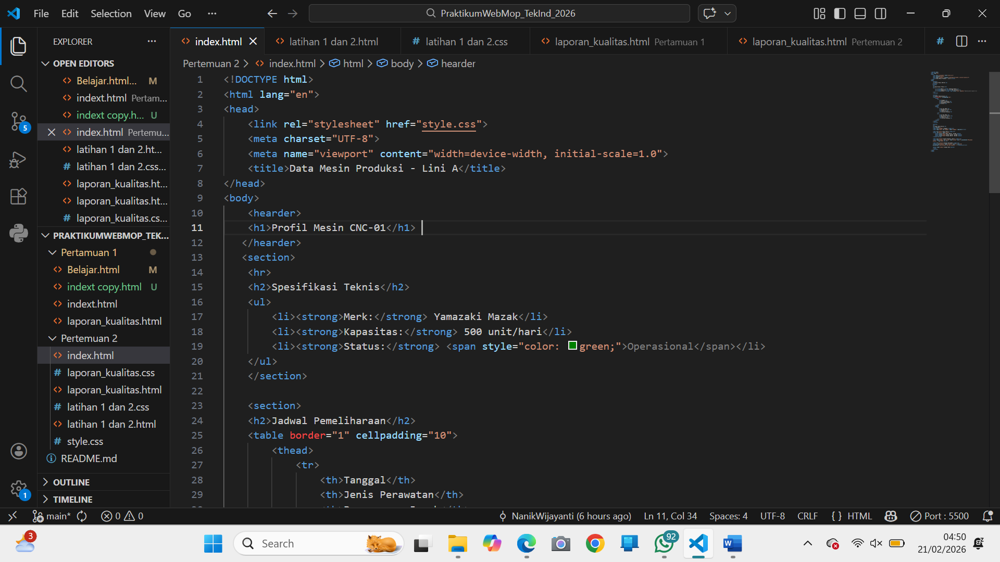 File Edit Selection View Go ··· PraktikumWebMop_TekInd_2026
EXPLORER ···
index.html latihan 1 dan 2.html # latihan 1 dan 2.css laporan_kualitas.html Pertamuan 1 laporan_kualitas.html Pertemuan 2 # ···
Pertemuan 2 > index.html > html > body > hearder
OPEN EDITORS
Belajar.html... M
indext.html Pertam...
indext copy.h... U
index.html Pertemu...
latihan 1 dan 2.ht...
# latihan 1 dan 2.css...
laporan_kualitas.ht...
laporan_kualitas.ht...
# laporan_kualitas.cs...
PRAKTIKUMWEBMOP_TEK...
Pertamuan 1
Belajar.html M
indext copy.html U
indext.html
laporan_kualitas.html
Pertemuan 2
index.html
# laporan_kualitas.css
laporan_kualitas.html
# latihan 1 dan 2.css
latihan 1 dan 2.html
# style.css
README.md
OUTLINE
TIMELINE
5
1
1 <!DOCTYPE html>
2 <html lang="en">
3 <head>
4 <link rel="stylesheet" href="style.css">
5 <meta charset="UTF-8">
6 <meta name="viewport" content="width=device-width, initial-scale=1.0">
7 <title>Data Mesin Produksi - Lini A</title>
8 </head>
9 <body>
10 <hearder>
11 <h1>Profil Mesin CNC-01</h1>
12 </hearder>
13 <section>
14 <hr>
15 <h2>Spesifikasi Teknis</h2>
16 <ul>
17 <li><strong>Merk:</strong> Yamazaki Mazak</li>
18 <li><strong>Kapasitas:</strong> 500 unit/hari</li>
19 <li><strong>Status:</strong> <span style="color: green;">Operasional</span></li>
20 </ul>
21 </section>
22
23 <section>
24 <h2>Jadwal Pemeliharaan</h2>
25 <table border="1" cellpadding="10">
26 <thead>
27 <tr>
28 <th>Tanggal</th>
29 <th>Jenis Perawatan</th>
main* 0 0 NanikWijayanti (6 hours ago) Ln 11, Col 34 Spaces: 4 UTF-8 CRLF { } HTML Port : 5500
3 Search 92 04:50
21/02/2026